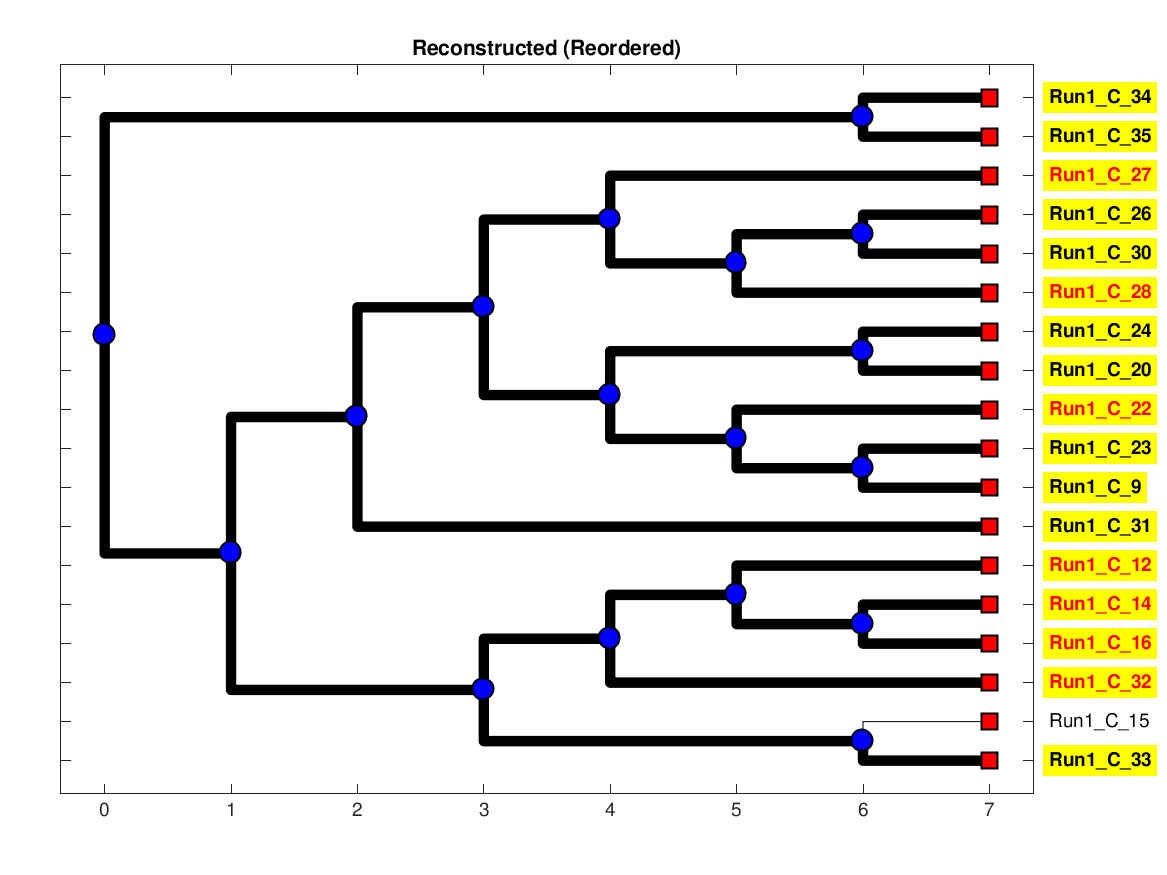 Reconstructed (Reordered)
Run1_C_34
Run1_C_35
Run1_C_27
Run1_C_26
Run1_C_30
Run1_C_28
Run1_C_24
Run1_C_20
Run1_C_22
Run1_C_23
Run1_C_9
Run1_C_31
Run1_C_12
Run1_C_14
Run1_C_16
Run1_C_32
Run1_C_15
Run1_C_33
0 1 2 3 4 5 6 7